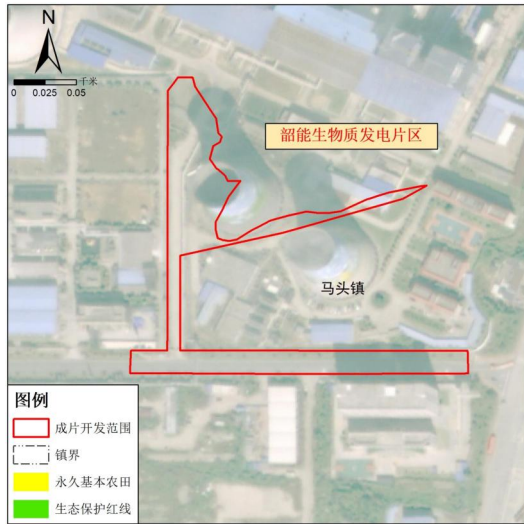 N
千米
0 0.025 0.05
韶能生物质发电片区
马头镇
图例
成片开发范围
镇界
永久基本农田
生态保护红线